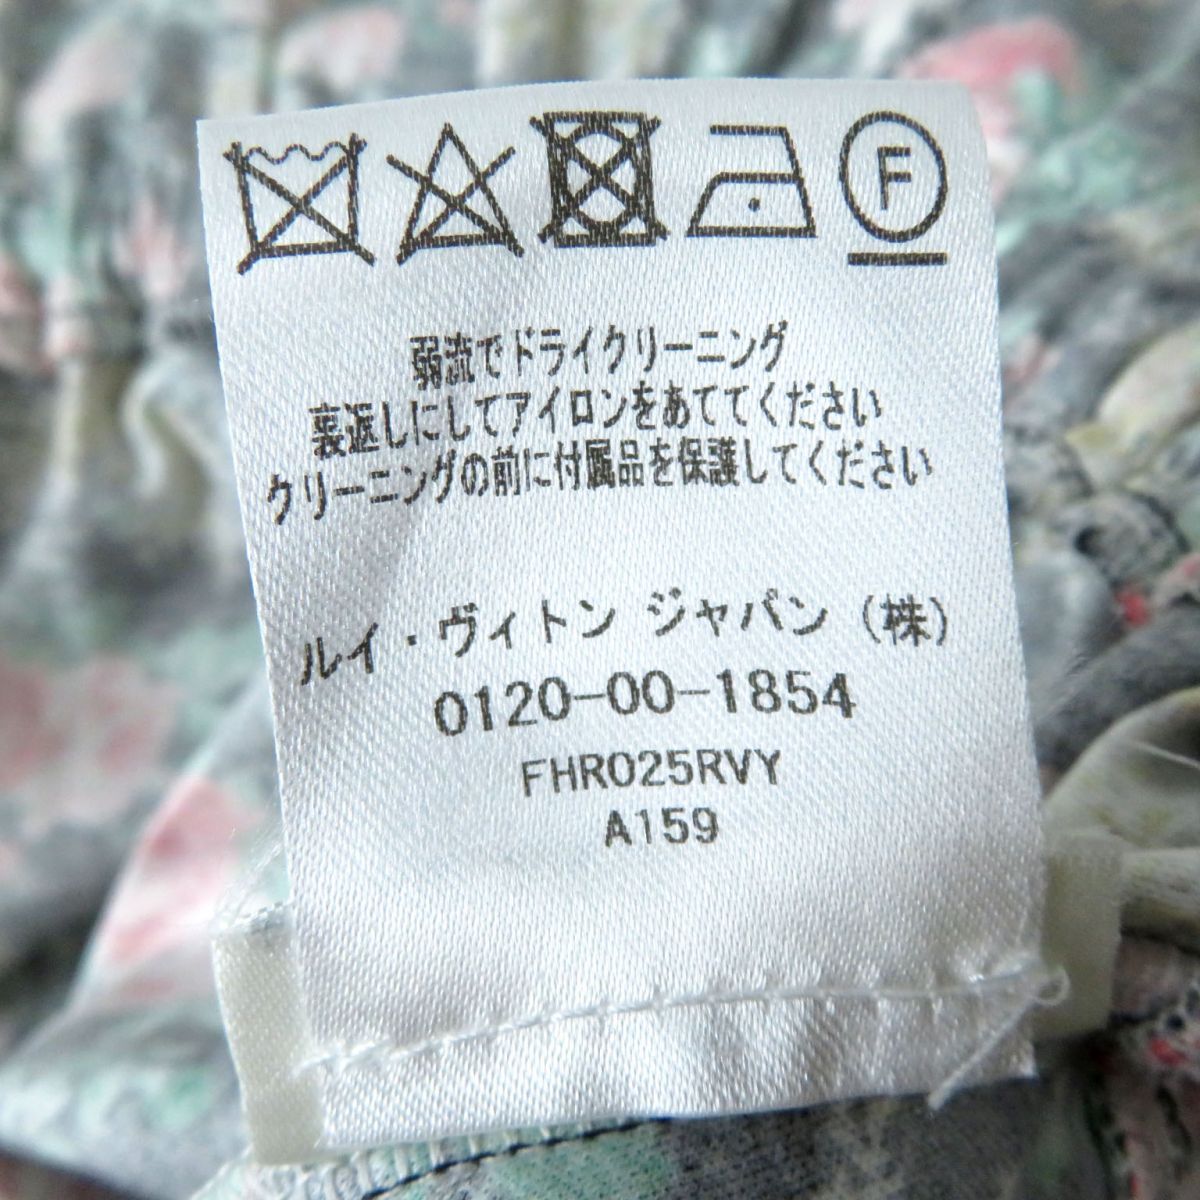 F
弱流でドライクリーニング
裏返しにしてアイロンをあててください
クリーニングの前に付属品を保護してください
ルイ・ヴィトン ジャパン (株)
0120-00-1854
FHRO25RVY
A159